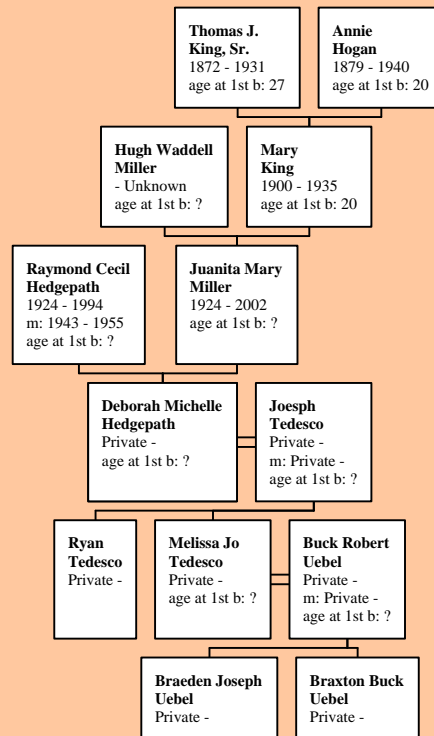 Thomas J.
King, Sr.
1872 - 1931
age at 1st b: 27
Annie
Hogan
1879 - 1940
age at 1st b: 20
Hugh Waddell
Miller
- Unknown
age at 1st b: ?
Mary
King
1900 - 1935
age at 1st b: 20
Raymond Cecil
Hedgepath
1924 - 1994
m: 1943 - 1955
age at 1st b: ?
Juanita Mary
Miller
1924 - 2002
age at 1st b: ?
Deborah Michelle
Hedgepath
Private -
age at 1st b: ?
Joesph
Tedesco
Private -
m: Private -
age at 1st b: ?
Ryan
Tedesco
Private -
Melissa Jo
Tedesco
Private -
age at 1st b: ?
Buck Robert
Uebel
Private -
m: Private -
age at 1st b: ?
Braeden Joseph
Uebel
Private -
Braxton Buck
Uebel
Private -